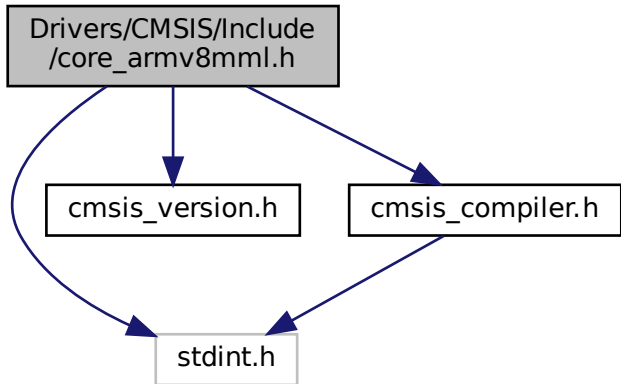 Drivers/CMSIS/Include
/core_armv8mml.h
cmsis_version.h
cmsis_compiler.h
stdint.h